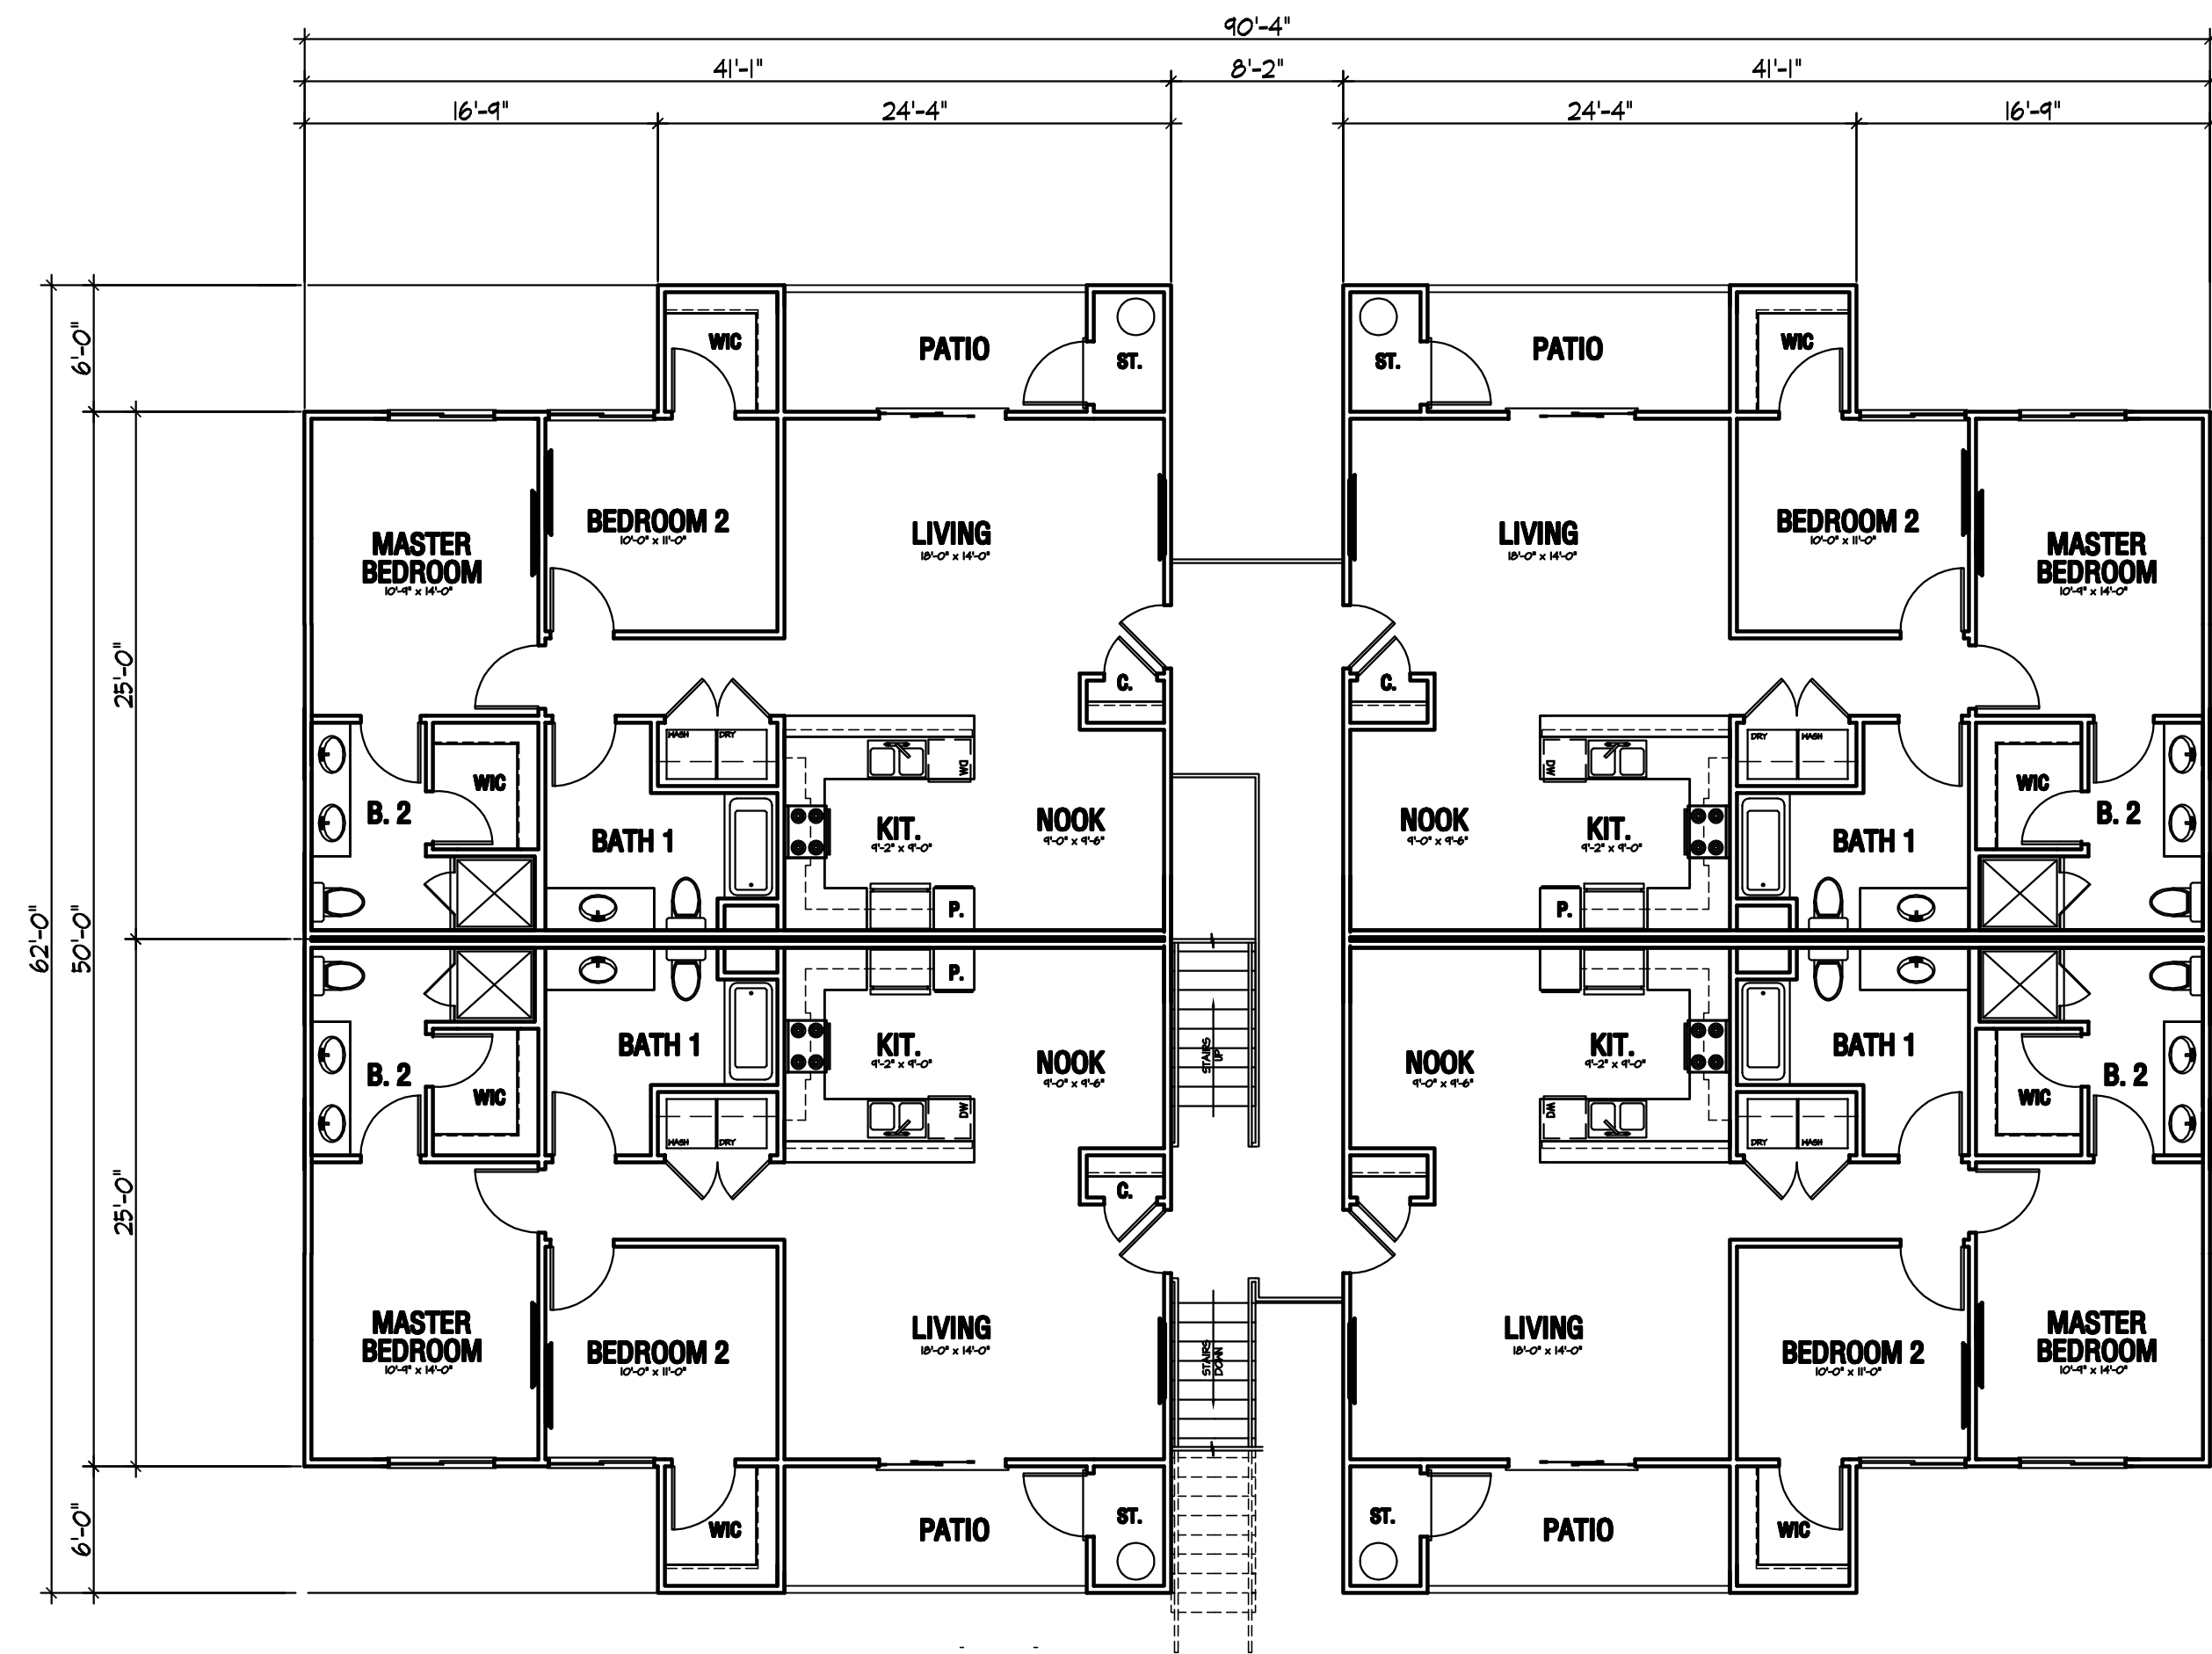 90'-4"
41'-1" 8'-2" 41'-1"
16'-9" 24'-4" 24'-4" 16'-9"
6'-0"
25'-0"
62'-0"
50'-0"
25'-0"
6'-0"
WIC
PATIO
ST.
ST.
PATIO
WIC
MASTER
BEDROOM
10'-9" x 14'-0"
BEDROOM 2
10'-0" x 11'-0"
LIVING
18'-0" x 14'-0"
LIVING
18'-0" x 14'-0"
BEDROOM 2
10'-0" x 11'-0"
MASTER
BEDROOM
10'-9" x 14'-0"
C.
C.
WASH DRY
DRY WASH
B. 2
WIC
BATH 1
DW
KIT.
9'-2" x 9'-0"
NOOK
9'-0" x 9'-6"
P.
NOOK
9'-0" x 9'-6"
DW
KIT.
9'-2" x 9'-0"
P.
BATH 1
WIC
B. 2
B. 2
WIC
BATH 1
WASH DRY
P.
KIT.
9'-2" x 9'-0"
DW
NOOK
9'-0" x 9'-6"
STAIRS
UP
NOOK
9'-0" x 9'-6"
KIT.
9'-2" x 9'-0"
DW
DRY WASH
BATH 1
WIC
B. 2
C.
MASTER
BEDROOM
10'-9" x 14'-0"
BEDROOM 2
10'-0" x 11'-0"
LIVING
18'-0" x 14'-0"
STAIRS
DOWN
LIVING
18'-0" x 14'-0"
BEDROOM 2
10'-0" x 11'-0"
MASTER
BEDROOM
10'-9" x 14'-0"
WIC
PATIO
ST.
ST.
PATIO
WIC